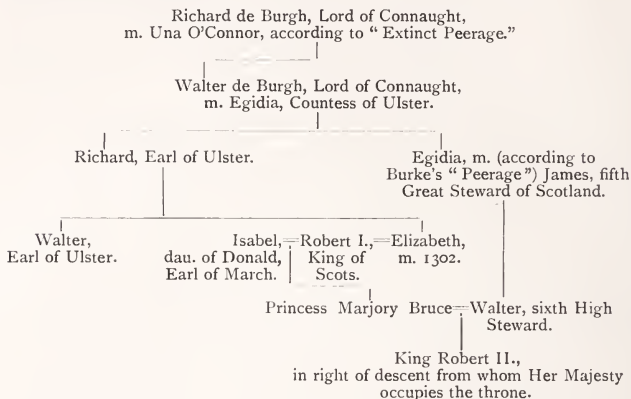 Richard de Burgh, Lord of Connaught,
m. Una O'Connor, according to “ Extinct Peerage.”
Walter de Burgh, Lord of Connaught,
m. Egidia, Countess of Ulster.
Richard, Earl of Ulster.
Egidia, m. (according to
Burke's “ Peerage ”) James, fifth
Great Steward of Scotland.
Walter,
Earl of Ulster.
Isabel,
dau. of Donald,
Earl of March.
Robert I.,
King of
Scots.
Elizabeth,
m. 1302.
Princess Marjory Bruce
Walter, sixth High
Steward.
King Robert II.,
in right of descent from whom Her Majesty
occupies the throne.